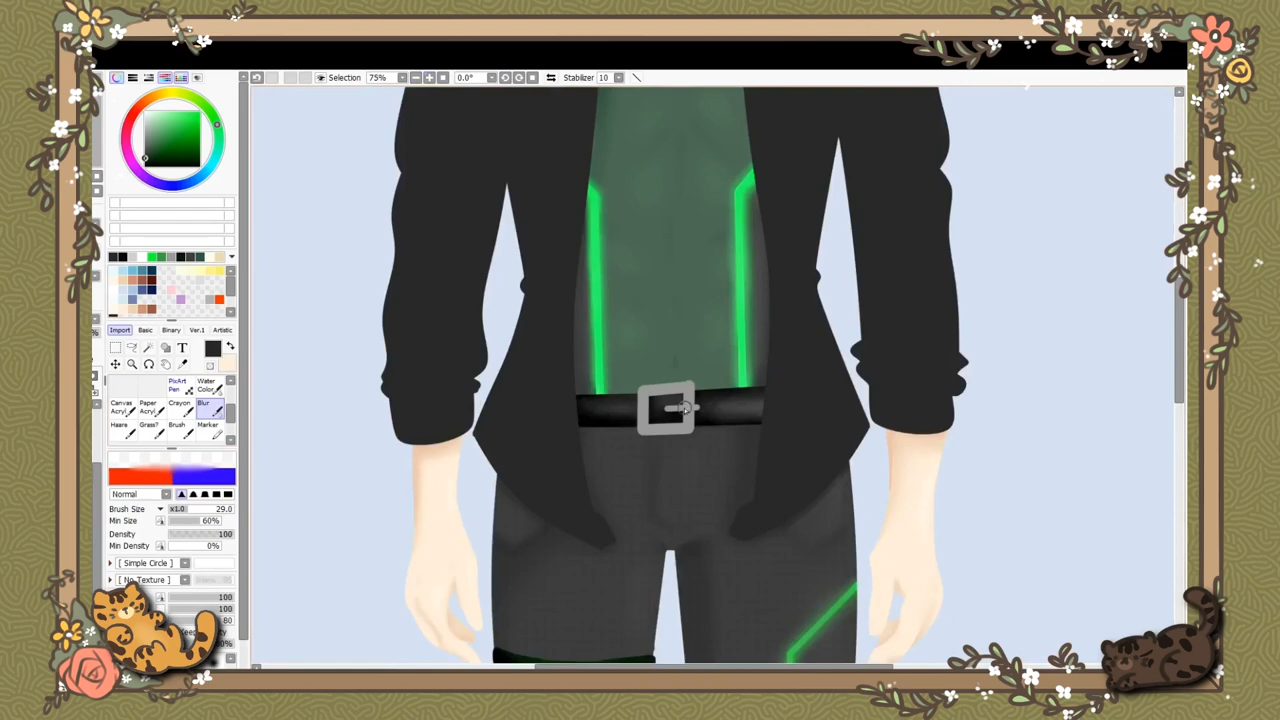 Selection 75% 0.0° Stabilizer 10
Import Basic Binary Ver.1 Artistic
T
PixArt Pen Water Color
Canvas Acryl. Paper Acryl. Crayon Blur
Haare Grass? Brush Marker
Normal
Brush Size x1.0 29.0
Min Size 60%
Density 100
Min Density 0%
[ Simple Circle ]
[ No Texture ]
100
100
80